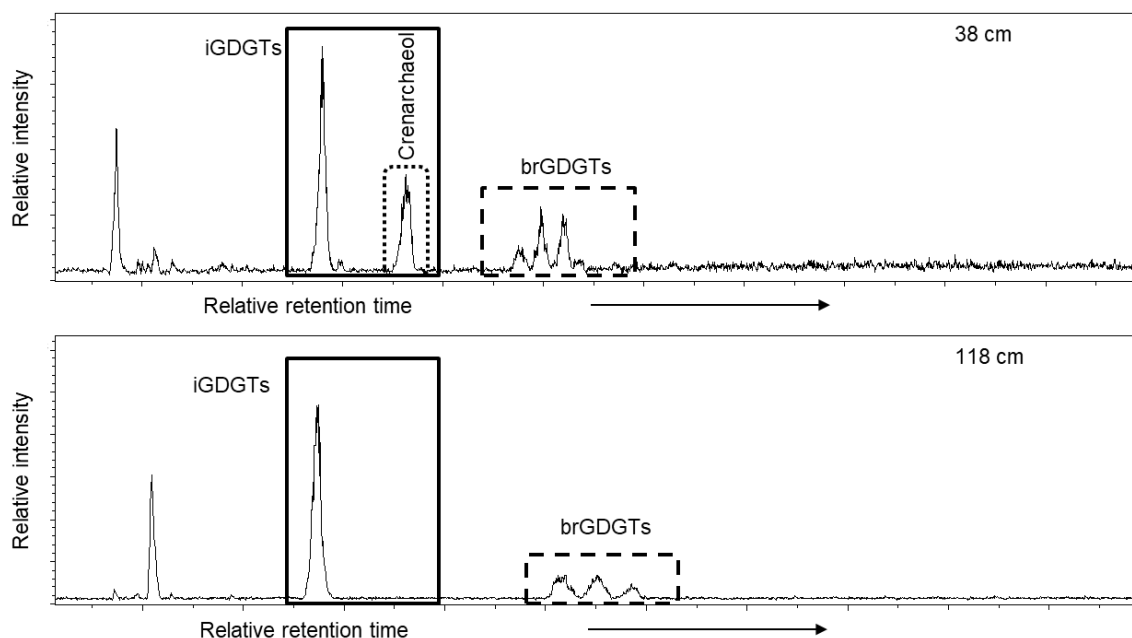 38 cm
iGDGTs
Crenarchaeol
brGDGTs
Relative intensity
Relative retention time
118 cm
iGDGTs
brGDGTs
Relative intensity
Relative retention time